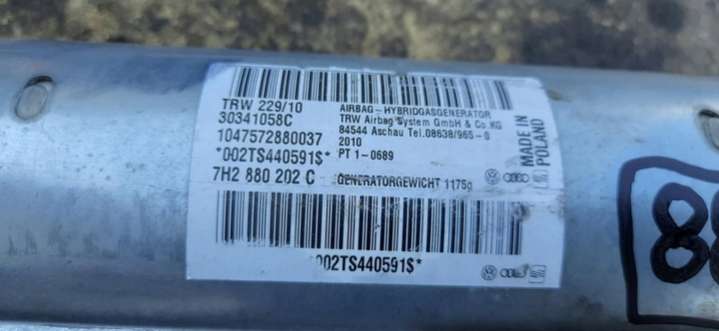 TRW 229/10
30341058C
1047572880037
*002TS440591$*
7H2 880 202 C
AIRBAG-HYBRIDGASGENERATOR
TRW Airbag System GmbH & Co.KG
84544 Aschau Tel.08638/965-0
2010
PT 1-0689
GENERATORGEWICHT 1175g
MADE IN
POLAND
*002TS440591$*
88